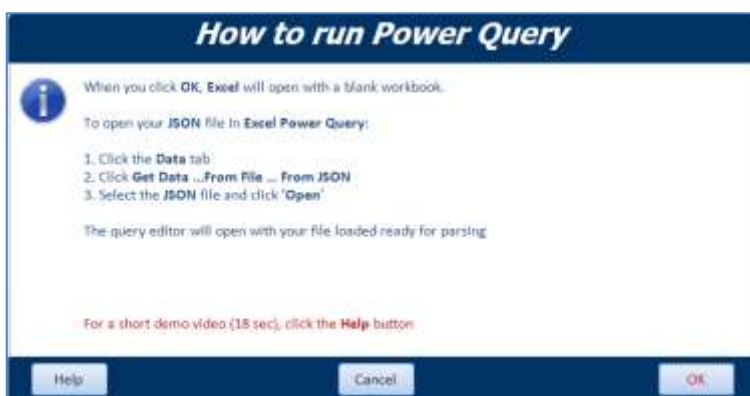 How to run Power Query
When you click OK, Excel will open with a blank workbook.
To open your JSON file in Excel Power Query:
1. Click the Data tab
2. Click Get Data ...From File ... From JSON
3. Select the JSON file and click 'Open'
The query editor will open with your file loaded ready for parsing
For a short demo video (18 sec), click the Help button
Help
Cancel
OK